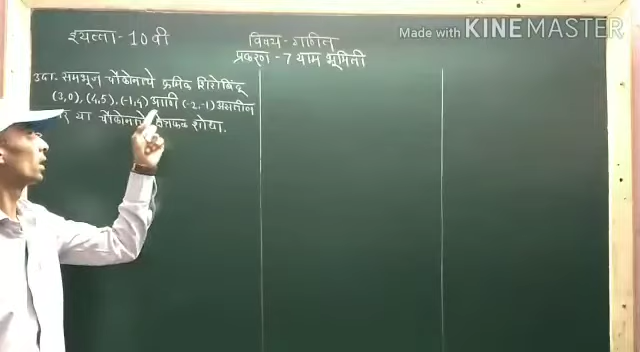 Made with KINEMASTER
इयत्ता - 10 वी
विषय - गणित
प्रकरण - 7 याम भूमिती
उदा. समभूज चौकोनाचे क्रमिक शिरोबिंदू
(3,0), (4,5), (-1,4) आणि (-2,-1) असतील
तर या चौकोनाचे क्षेत्रफळ शोधा.